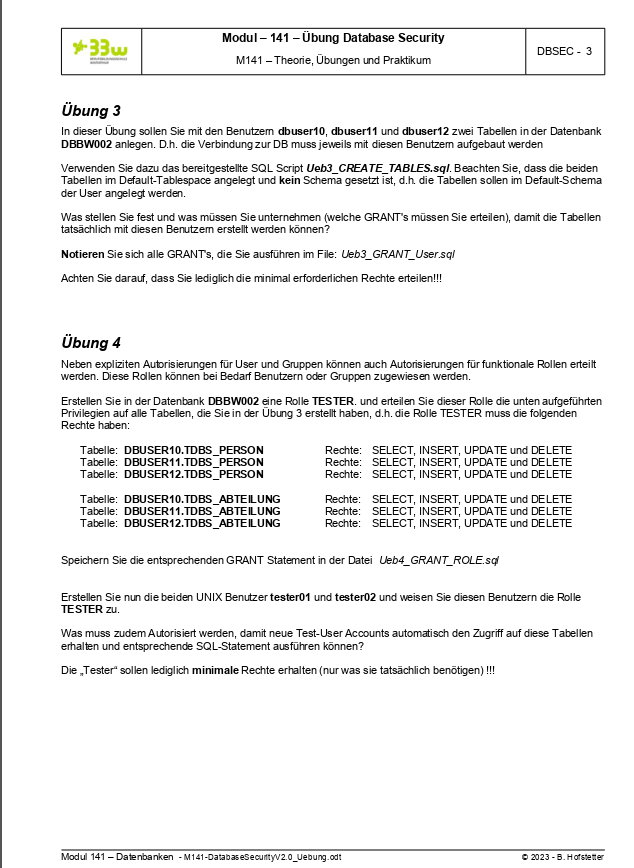 BBw
Modul – 141 – Übung Database Security
M141 – Theorie, Übungen und Praktikum
DBSEC - 3
Übung 3
In dieser Übung sollen Sie mit den Benutzern dbuser10, dbuser11 und dbuser12 zwei Tabellen in der Datenbank
DBBW002 anlegen. D.h. die Verbindung zur DB muss jeweils mit diesen Benutzern aufgebaut werden
Verwenden Sie dazu das bereitgestellte SQL Script Ueb3_CREATE_TABLES.sql. Beachten Sie, dass die beiden
Tabellen im Default-Tablespace angelegt und kein Schema gesetzt ist, d.h. die Tabellen sollen im Default-Schema
der User angelegt werden.
Was stellen Sie fest und was müssen Sie unternehmen (welche GRANT's müssen Sie erteilen), damit die Tabellen
tatsächlich mit diesen Benutzern erstellt werden können?
Notieren Sie sich alle GRANT's, die Sie ausführen im File: Ueb3_GRANT_User.sql
Achten Sie darauf, dass Sie lediglich die minimal erforderlichen Rechte erteilen!!!
Übung 4
Neben expliziten Autorisierungen für User und Gruppen können auch Autorisierungen für funktionale Rollen erteilt
werden. Diese Rollen können bei Bedarf Benutzern oder Gruppen zugewiesen werden.
Erstellen Sie in der Datenbank DBBW002 eine Rolle TESTER. und erteilen Sie dieser Rolle die unten aufgeführten
Privilegien auf alle Tabellen, die Sie in der Übung 3 erstellt haben, d.h. die Rolle TESTER muss die folgenden
Rechte haben:
Tabelle: DBUSER10.TDBS_PERSON Rechte: SELECT, INSERT, UPDATE und DELETE
Tabelle: DBUSER11.TDBS_PERSON Rechte: SELECT, INSERT, UPDATE und DELETE
Tabelle: DBUSER12.TDBS_PERSON Rechte: SELECT, INSERT, UPDATE und DELETE
Tabelle: DBUSER10.TDBS_ABTEILUNG Rechte: SELECT, INSERT, UPDATE und DELETE
Tabelle: DBUSER11.TDBS_ABTEILUNG Rechte: SELECT, INSERT, UPDATE und DELETE
Tabelle: DBUSER12.TDBS_ABTEILUNG Rechte: SELECT, INSERT, UPDATE und DELETE
Speichern Sie die entsprechenden GRANT Statement in der Datei Ueb4_GRANT_ROLE.sql
Erstellen Sie nun die beiden UNIX Benutzer tester01 und tester02 und weisen Sie diesen Benutzern die Rolle
TESTER zu.
Was muss zudem Autorisiert werden, damit neue Test-User Accounts automatisch den Zugriff auf diese Tabellen
erhalten und entsprechende SQL-Statement ausführen können?
Die „Tester“ sollen lediglich minimale Rechte erhalten (nur was sie tatsächlich benötigen) !!!
Modul 141 – Datenbanken - M141-DatabaseSecurityV2.0_Uebung.odt
© 2023 - B. Hofstetter